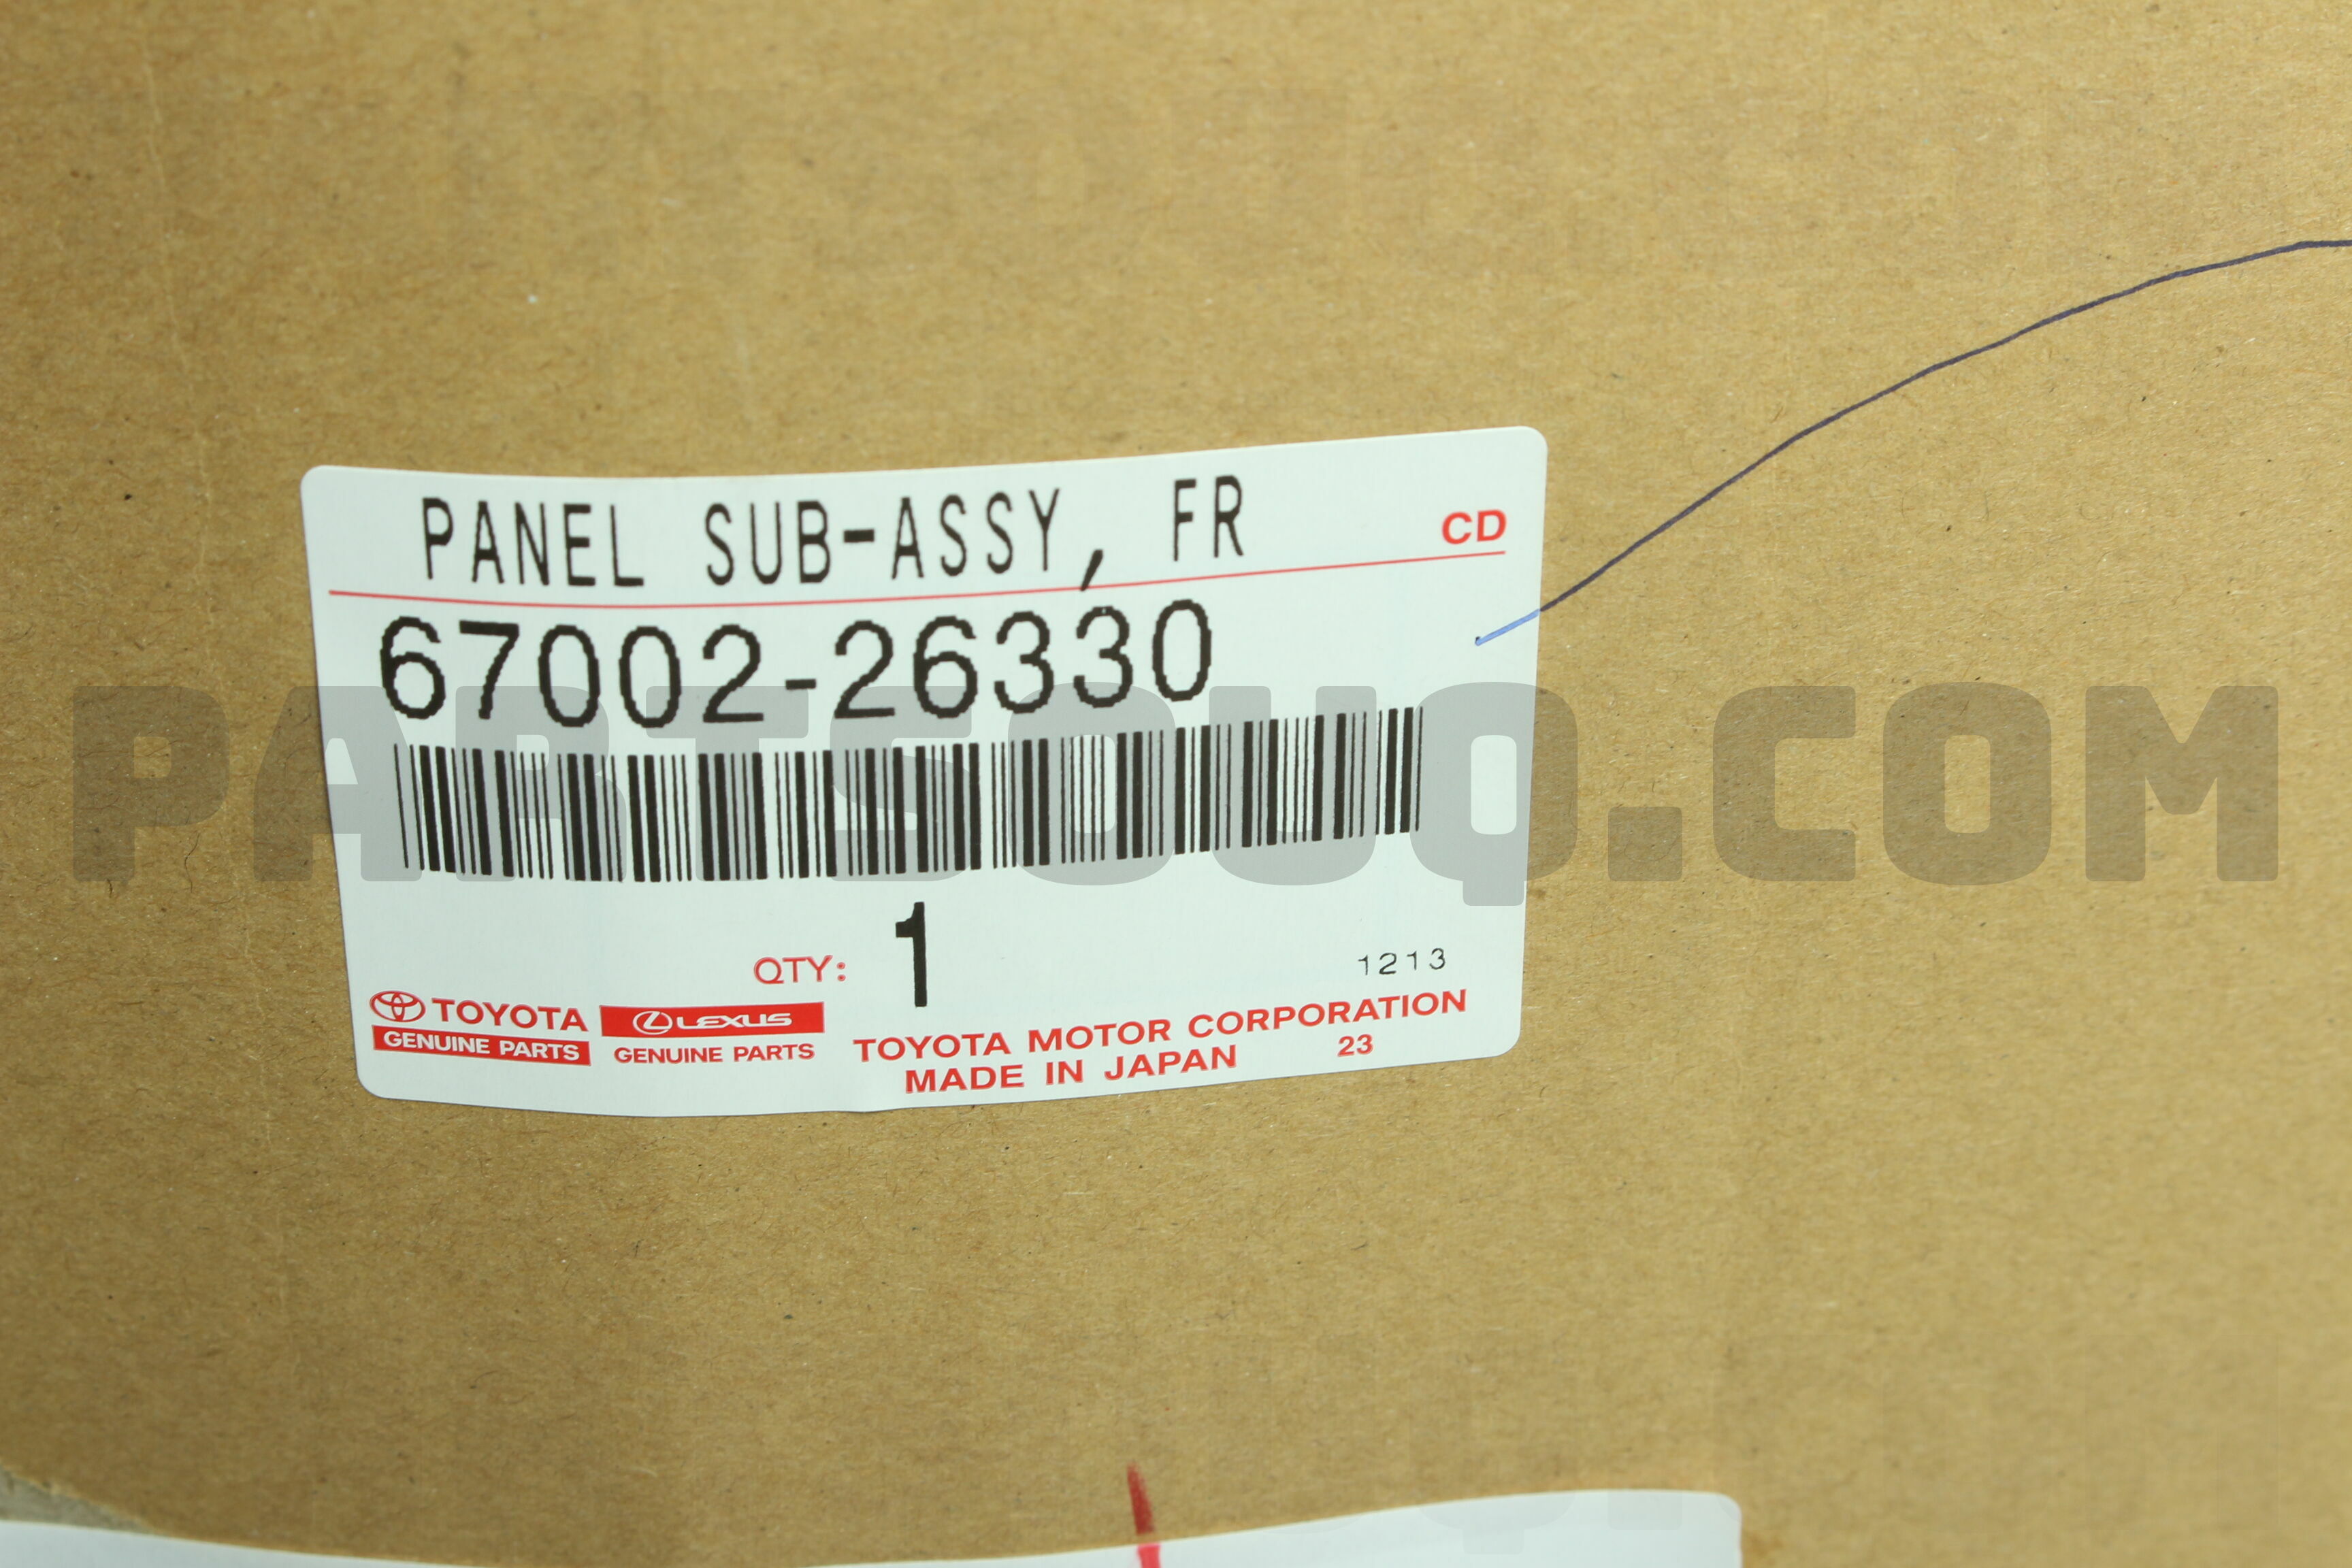 PANEL SUB-ASSY, FR
CD
67002-26330
QTY: 1
1213
TOYOTA
GENUINE PARTS
LEXUS
GENUINE PARTS
TOYOTA MOTOR CORPORATION
MADE IN JAPAN 23
PARTSOUQ.COM